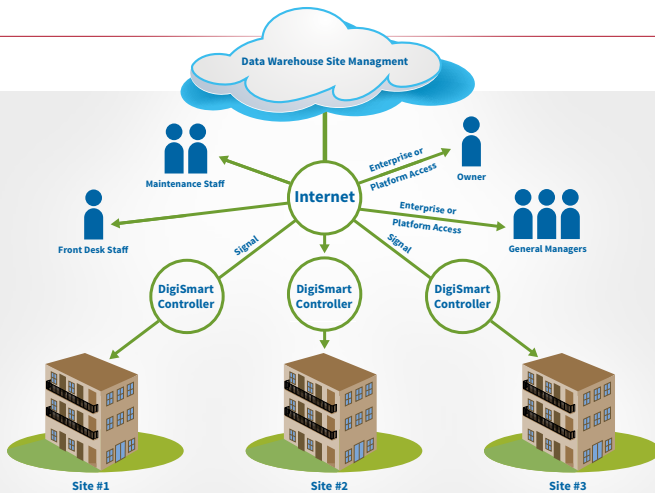 Data Warehouse Site Managment
Maintenance Staff
Enterprise or
Platform Access
Owner
Internet
Front Desk Staff
Enterprise or
Platform Access
General Managers
Signal
Signal
DigiSmart
Controller
DigiSmart
Controller
DigiSmart
Controller
Site #1
Site #2
Site #3